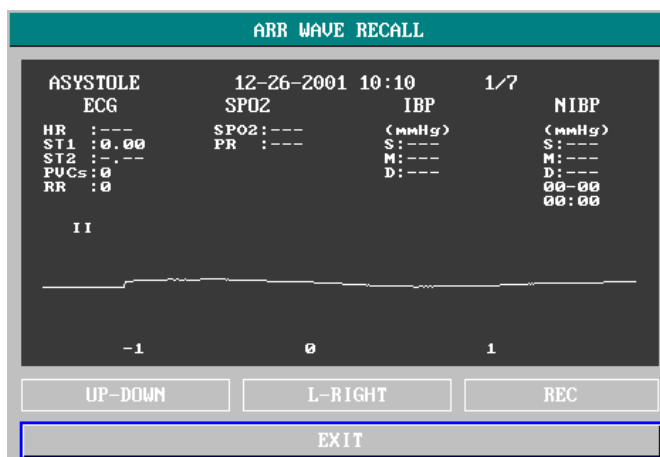 ARR WAVE RECALL
ASYSTOLE 12-26-2001 10:10 1/7
ECG SPO2 IBP NIBP
HR :--- SPO2:--- (mmHg) (mmHg)
ST1 :0.00 PR :--- S:--- S:---
ST2 :-.-- M:--- M:---
PVCs:0 D:--- D:---
RR :0 00-00
00:00
II
-1 0 1
UP-DOWN L-RIGHT REC
EXIT